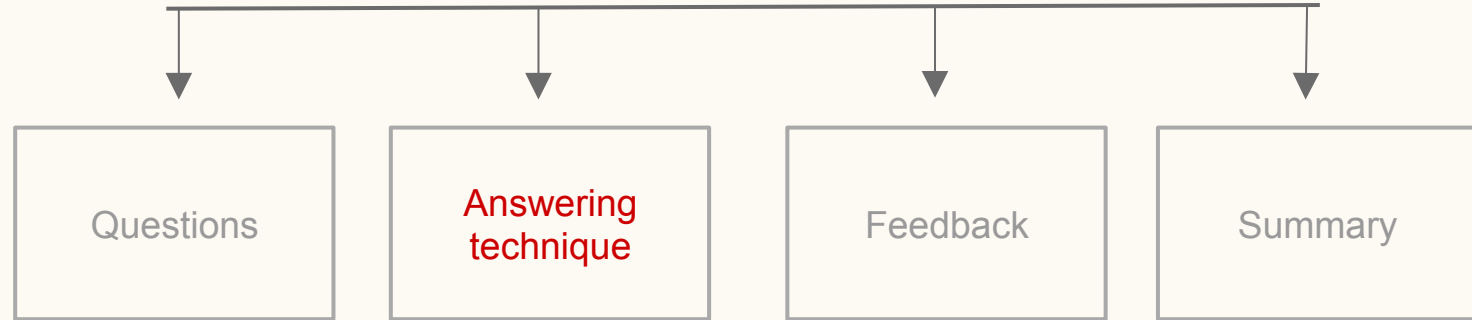 Questions
Answering
technique
Feedback
Summary